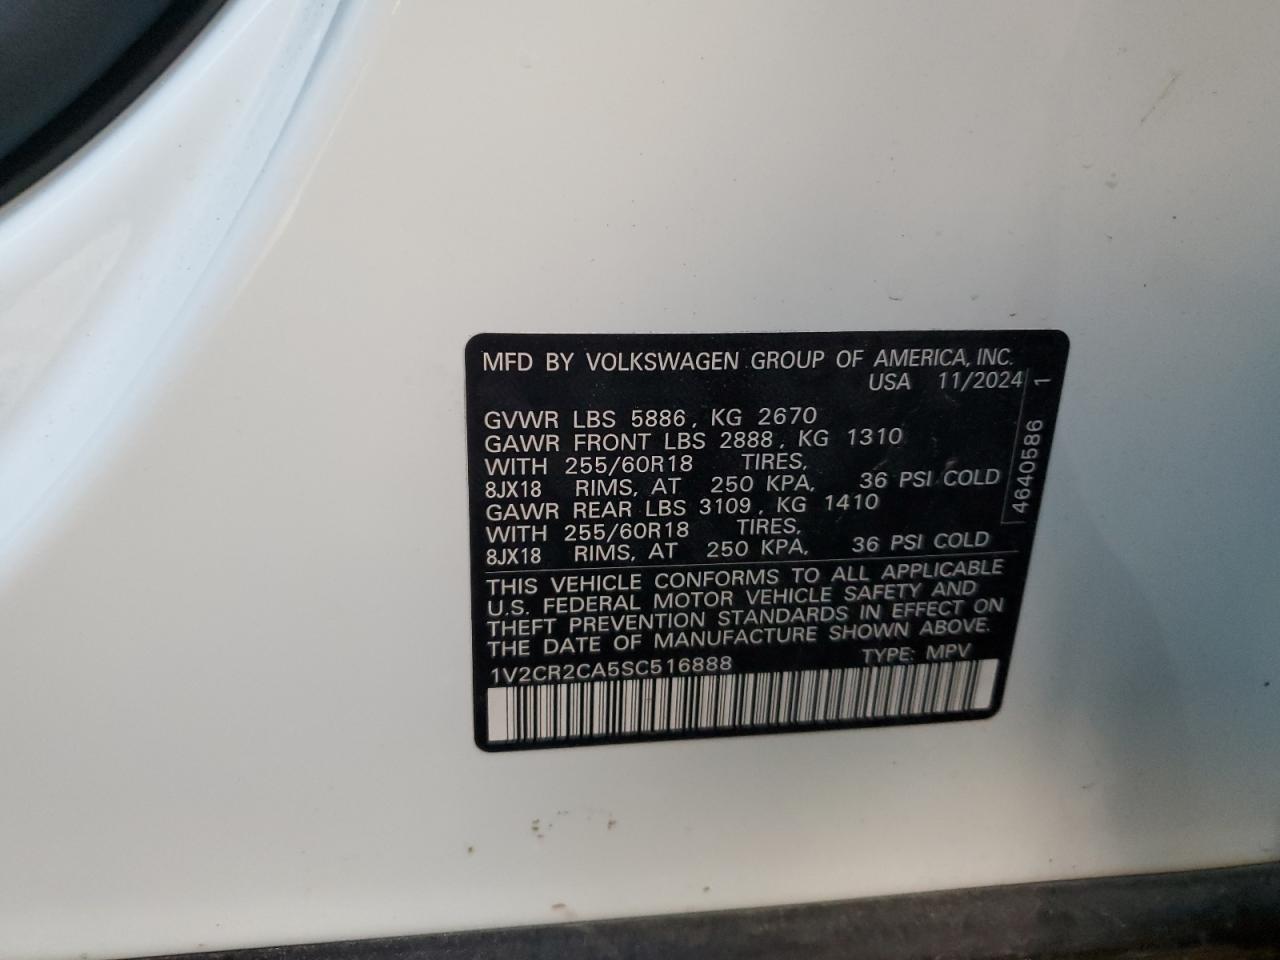 MFD BY VOLKSWAGEN GROUP OF AMERICA, INC.
USA 11/2024
GVWR LBS 5886, KG 2670
GAWR FRONT LBS 2888, KG 1310
WITH 255/60R18 TIRES,
8JX18 RIMS, AT 250 KPA, 36 PSI COLD
GAWR REAR LBS 3109, KG 1410
WITH 255/60R18 TIRES,
8JX18 RIMS, AT 250 KPA, 36 PSI COLD
4640586 1
THIS VEHICLE CONFORMS TO ALL APPLICABLE
U.S. FEDERAL MOTOR VEHICLE SAFETY AND
THEFT PREVENTION STANDARDS IN EFFECT ON
THE DATE OF MANUFACTURE SHOWN ABOVE.
1V2CR2CA5SC516888 TYPE: MPV